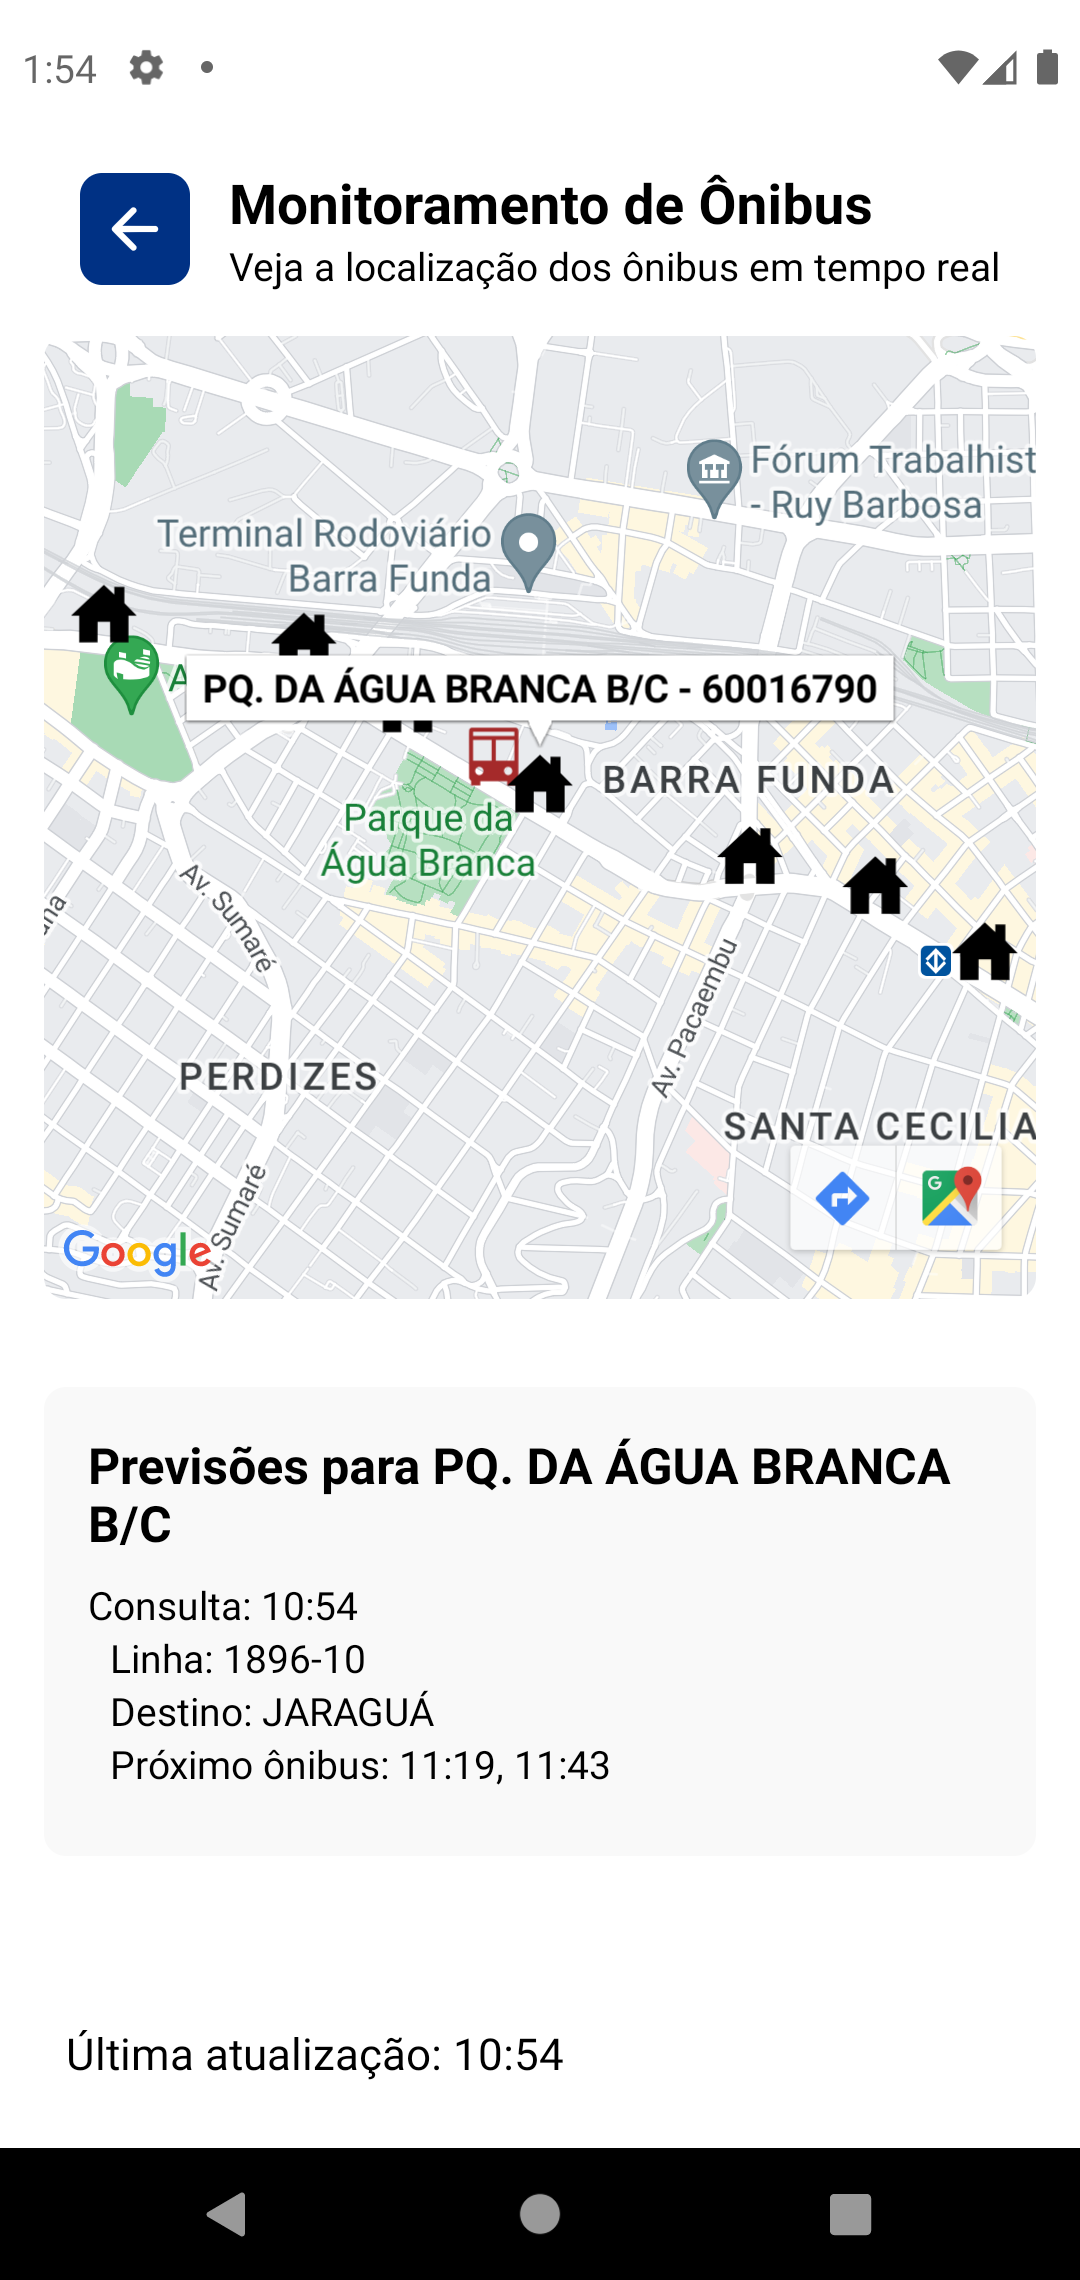 1:54
Monitoramento de Ônibus
Veja a localização dos ônibus em tempo real
Fórum Trabalhist
- Ruy Barbosa
Terminal Rodoviário
Barra Funda
A
PQ. DA ÁGUA BRANCA B/C - 60016790
BARRA FUNDA
Parque da
Água Branca
Av. Sumaré
Av. Pacaembu
PERDIZES
SANTA CECILIA
Av. Sumaré
G
Google
Previsões para PQ. DA ÁGUA BRANCA
B/C
Consulta: 10:54
Linha: 1896-10
Destino: JARAGUÁ
Próximo ônibus: 11:19, 11:43
Última atualização: 10:54